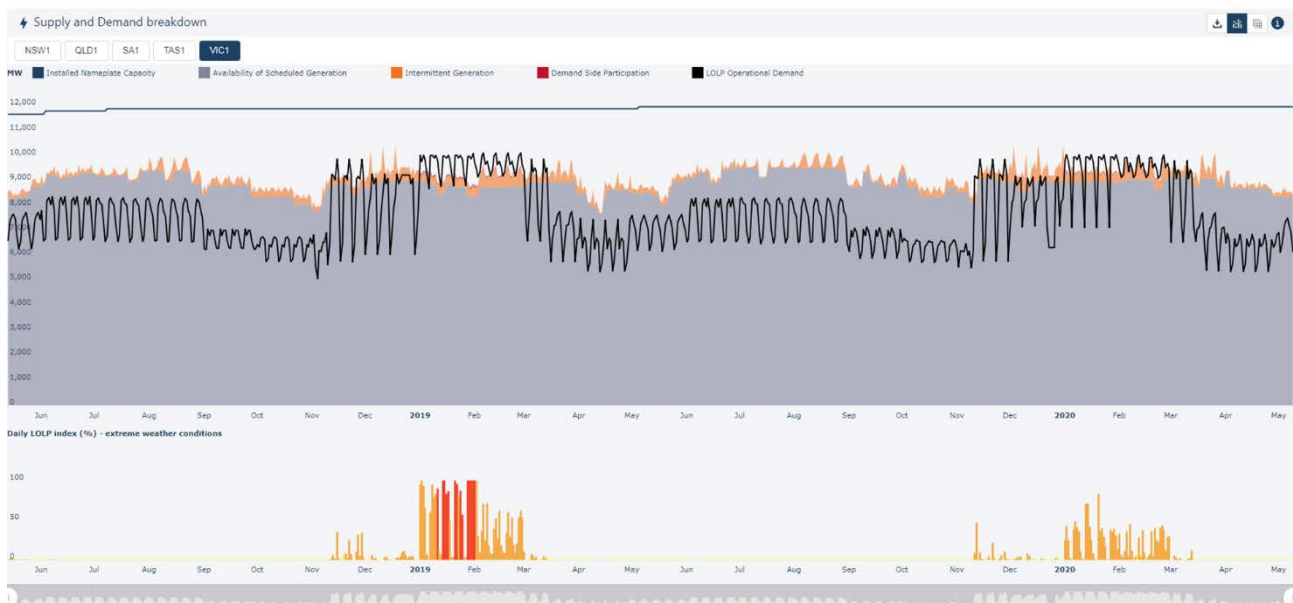 Supply and Demand breakdown
NSW1 QLD1 SA1 TAS1 VIC1
MW Installed Nameplate Capacity Availability of Scheduled Generation Intermittent Generation Demand Side Participation LOLP Operational Demand
12,000
11,000
10,000
9,000
8,000
7,000
6,000
5,000
4,000
3,000
2,000
1,000
0
Jun Jul Aug Sep Oct Nov Dec 2019 Feb Mar Apr May Jun Jul Aug Sep Oct Nov Dec 2020 Feb Mar Apr May
Daily LOLP index (%) - extreme weather conditions
100
50
0
Jun Jul Aug Sep Oct Nov Dec 2019 Feb Mar Apr May Jun Jul Aug Sep Oct Nov Dec 2020 Feb Mar Apr May